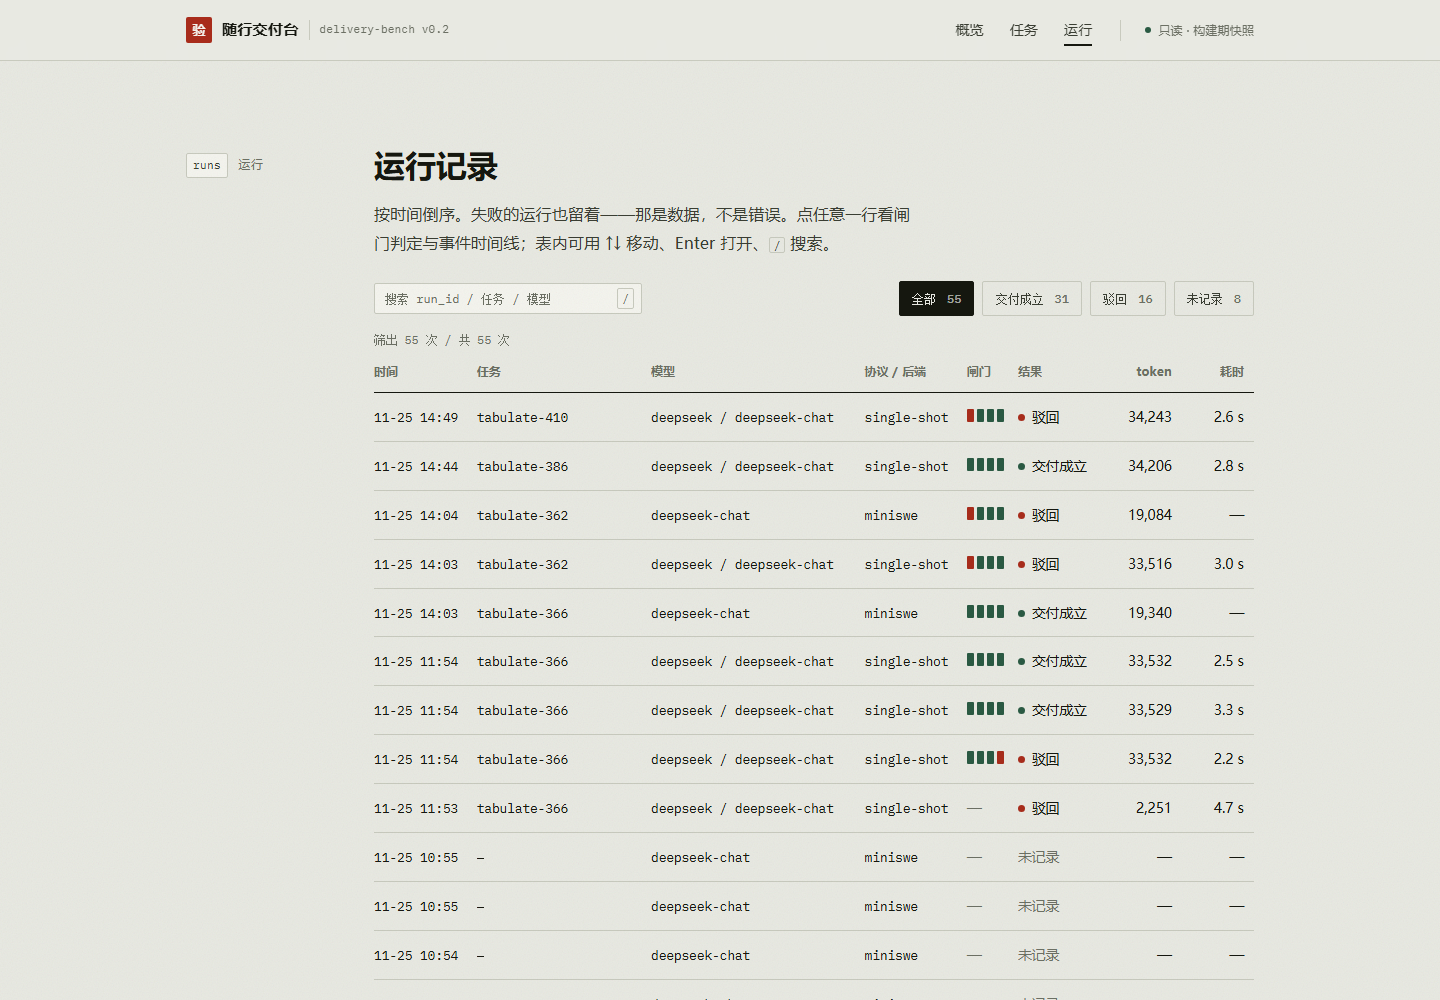 验 随行交付台 delivery-bench v0.2 概览 任务 运行 只读 · 构建期快照
runs 运行
运行记录
按时间倒序。失败的运行也留着——那是数据，不是错误。点任意一行看闸
门判定与事件时间线；表内可用 ↑↓ 移动、Enter 打开、 / 搜索。
搜索 run_id / 任务 / 模型 / 全部 55 交付成立 31 驳回 16 未记录 8
筛出 55 次 / 共 55 次
时间 任务 模型 协议 / 后端 闸门 结果 token 耗时
11-25 14:49 tabulate-410 deepseek / deepseek-chat single-shot 驳回 34,243 2.6 s
11-25 14:44 tabulate-386 deepseek / deepseek-chat single-shot 交付成立 34,206 2.8 s
11-25 14:04 tabulate-362 deepseek-chat miniswe 驳回 19,084 —
11-25 14:03 tabulate-362 deepseek / deepseek-chat single-shot 驳回 33,516 3.0 s
11-25 14:03 tabulate-366 deepseek-chat miniswe 交付成立 19,340 —
11-25 11:54 tabulate-366 deepseek / deepseek-chat single-shot 交付成立 33,532 2.5 s
11-25 11:54 tabulate-366 deepseek / deepseek-chat single-shot 交付成立 33,529 3.3 s
11-25 11:54 tabulate-366 deepseek / deepseek-chat single-shot 驳回 33,532 2.2 s
11-25 11:53 tabulate-366 deepseek / deepseek-chat single-shot — 驳回 2,251 4.7 s
11-25 10:55 — deepseek-chat miniswe — 未记录 — —
11-25 10:55 — deepseek-chat miniswe — 未记录 — —
11-25 10:54 — deepseek-chat miniswe — 未记录 — —